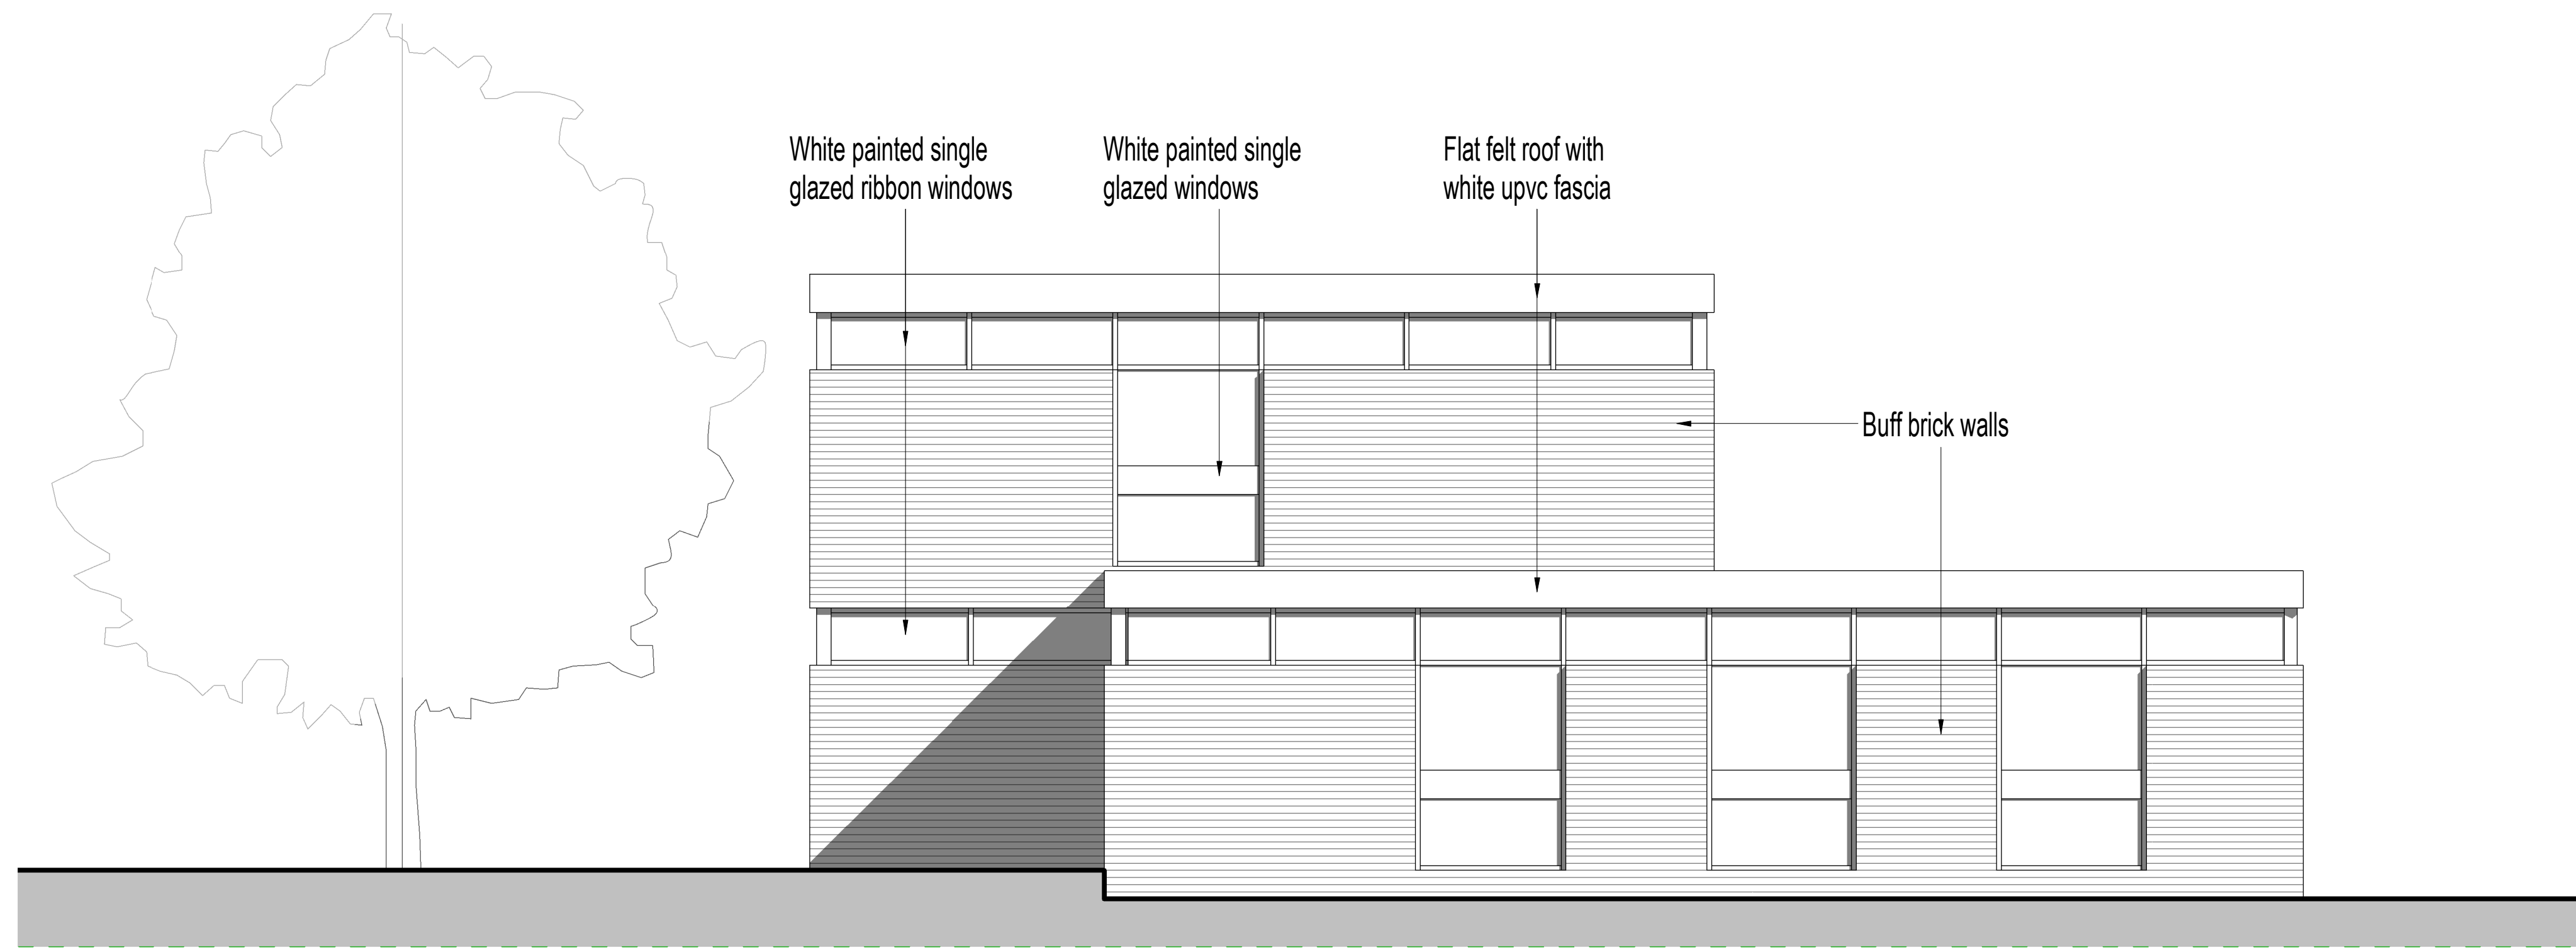 White painted single
glazed ribbon windows
White painted single
glazed windows
Flat felt roof with
white upvc fascia
Buff brick walls